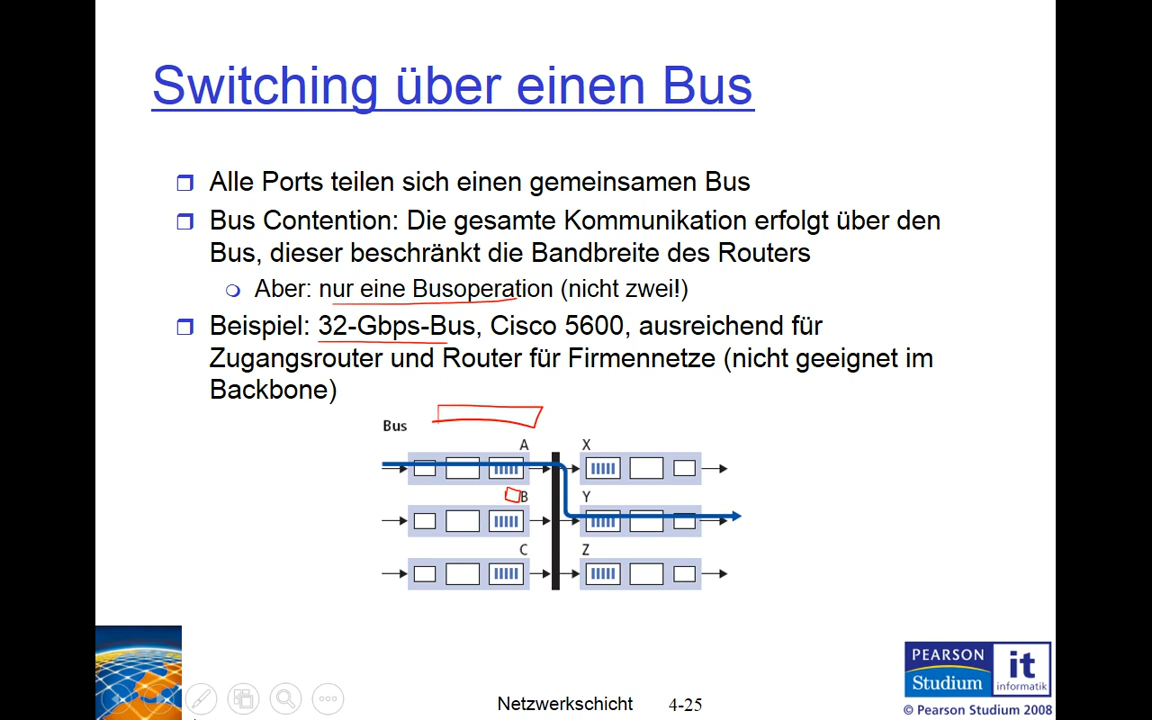 Switching über einen Bus
Alle Ports teilen sich einen gemeinsamen Bus
Bus Contention: Die gesamte Kommunikation erfolgt über den
Bus, dieser beschränkt die Bandbreite des Routers
Aber: nur eine Busoperation (nicht zwei!)
Beispiel: 32-Gbps-Bus, Cisco 5600, ausreichend für
Zugangsrouter und Router für Firmennetze (nicht geeignet im
Backbone)
Bus
A
X
B
Y
C
Z
PEARSON
Studium
it
informatik
Netzwerkschicht
4-25
© Pearson Studium 2008